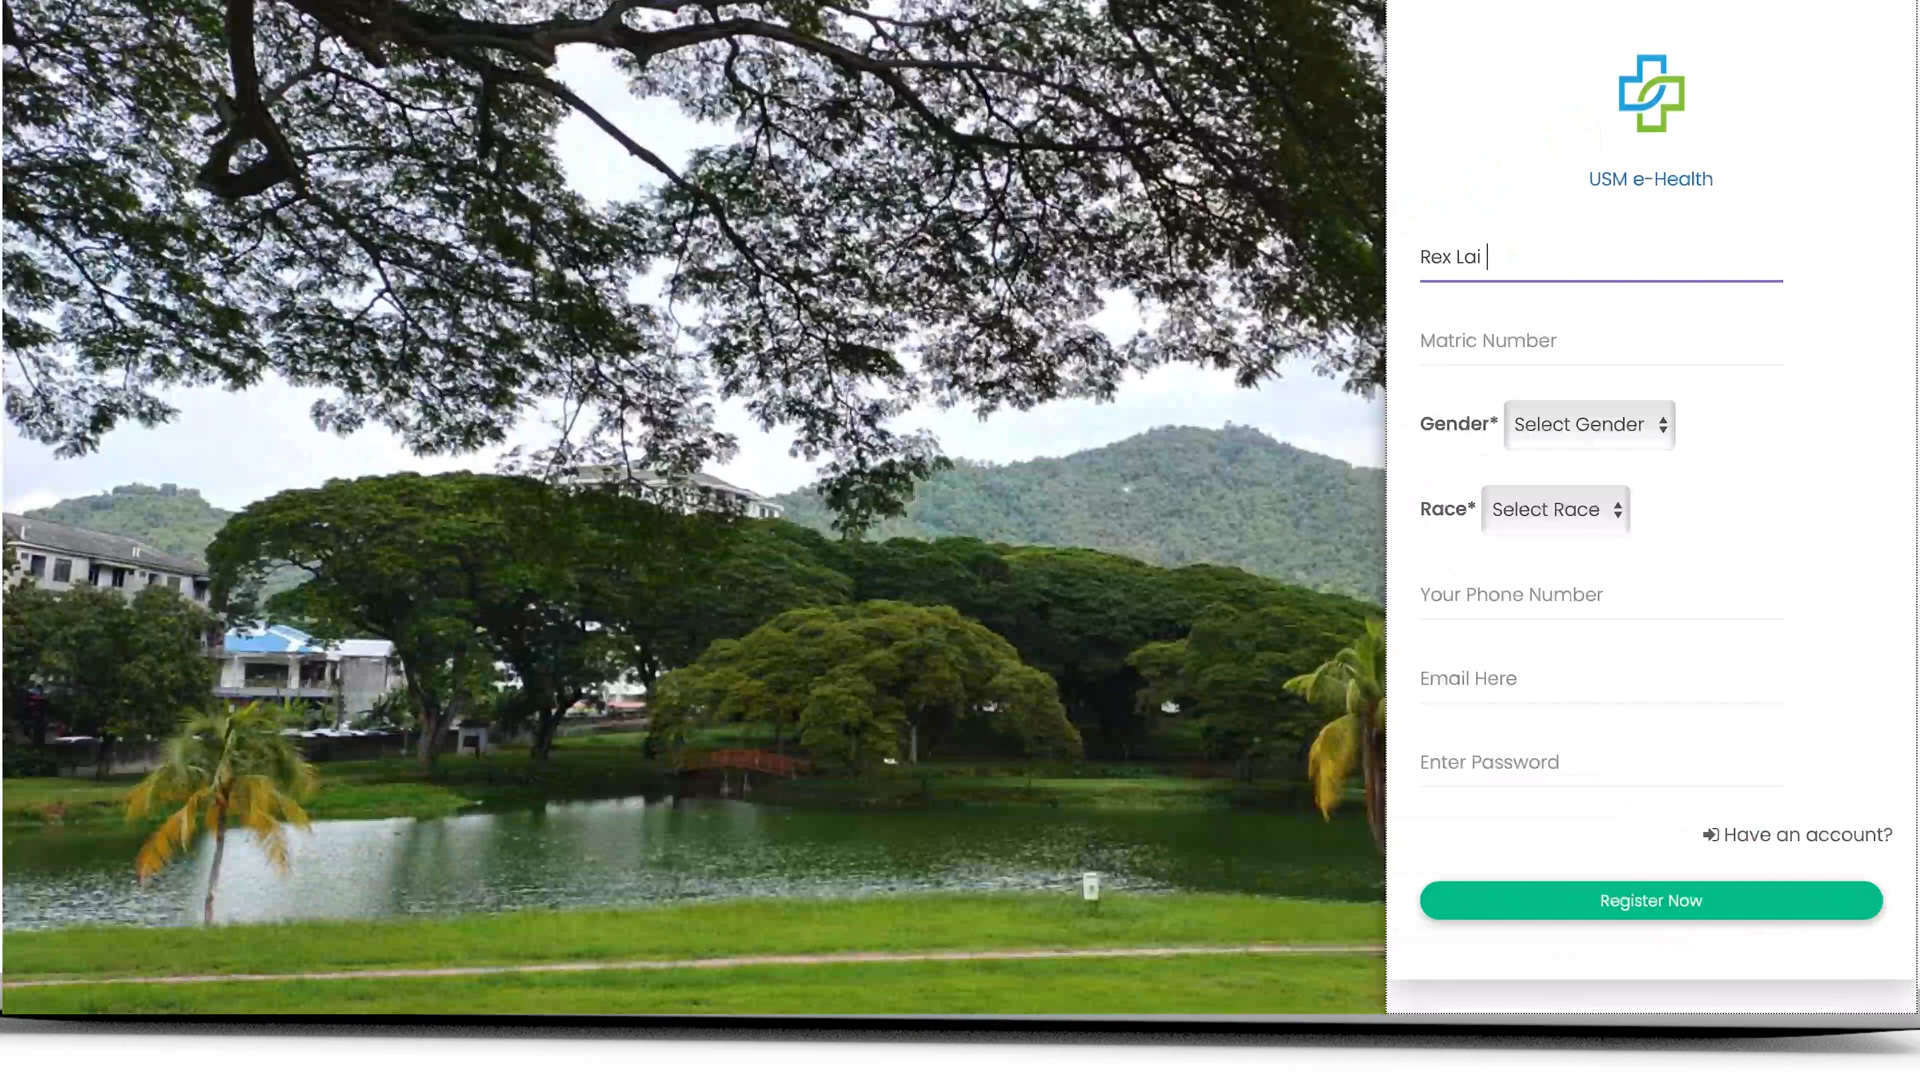 USM e-Health
Rex Lai
Matric Number
Gender* Select Gender
Race* Select Race
Your Phone Number
Email Here
Enter Password
Have an account?
Register Now